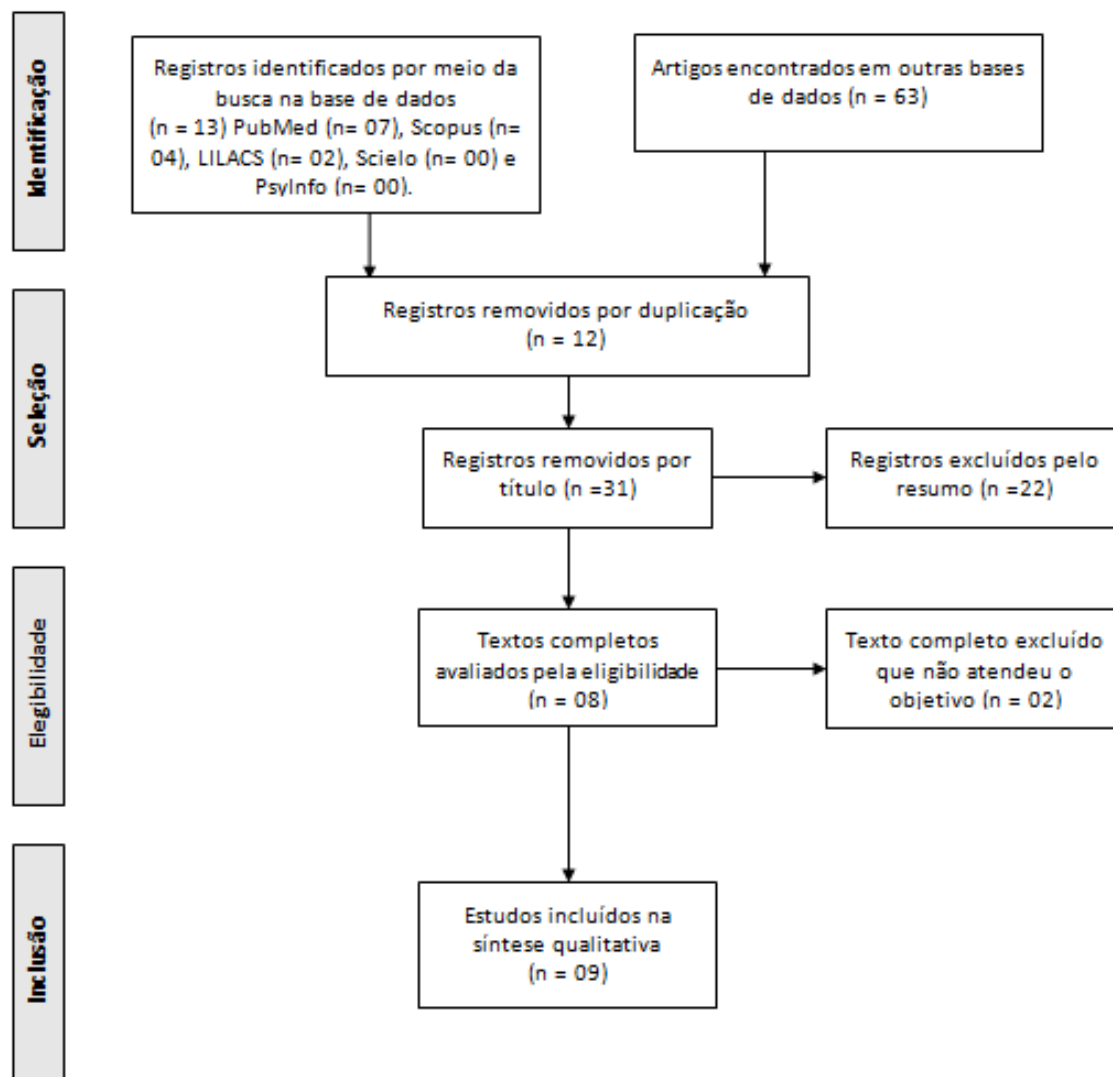 Identificação
Registros identificados por meio da
busca na base de dados
(n = 13) PubMed (n= 07), Scopus (n=
04), LILACS (n= 02), Scielo (n= 00) e
PsyInfo (n= 00).
Artigos encontrados em outras bases
de dados (n = 63)
Seleção
Registros removidos por duplicação
(n = 12)
Registros removidos por
título (n =31)
Registros excluídos pelo
resumo (n =22)
Elegibilidade
Textos completos
avaliados pela eligibilidade
(n = 08)
Texto completo excluído
que não atendeu o
objetivo (n = 02)
Inclusão
Estudos incluídos na
síntese qualitativa
(n = 09)